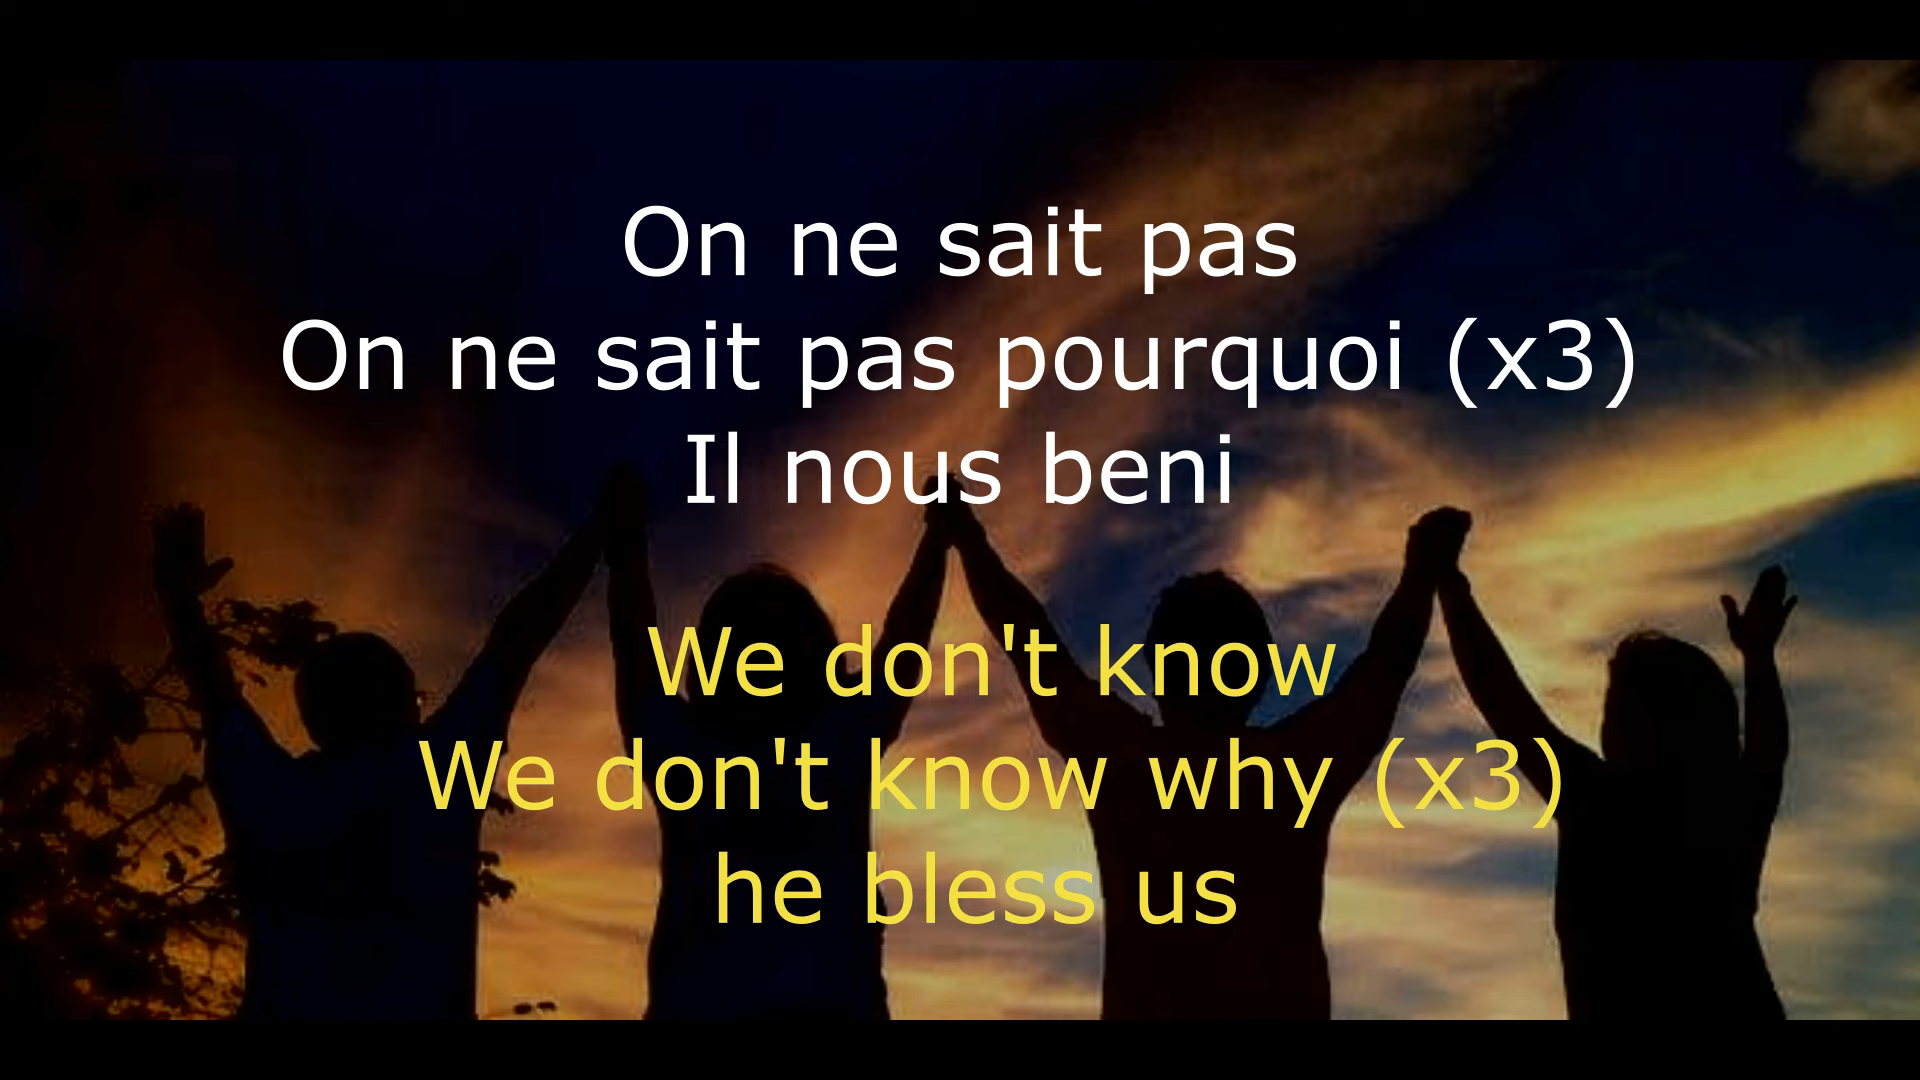 On ne sait pas
On ne sait pas pourquoi (x3)
Il nous beni
We don't know
We don't know why (x3)
he bless us